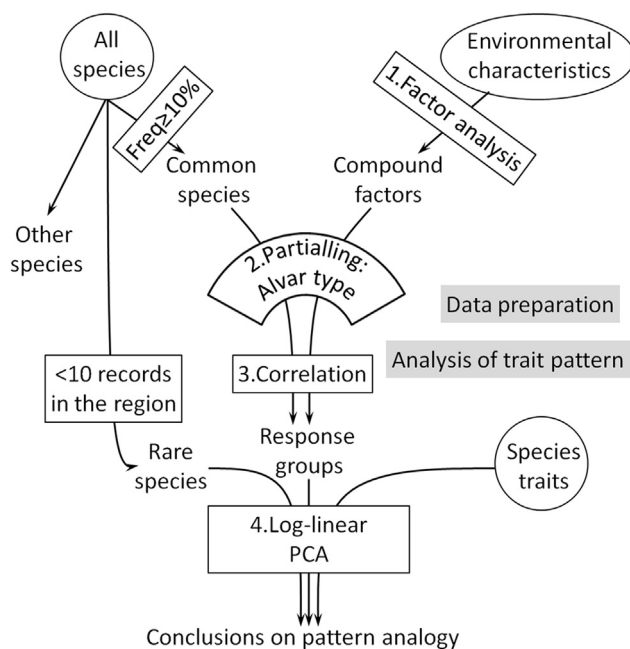 All
species
Environmental
characteristics
Freq≥10%
1.Factor analysis
Common
species
Compound
factors
Other
species
2.Partialling:
Alvar type
Data preparation
Analysis of trait pattern
<10 records
in the region
3.Correlation
Rare
species
Response
groups
Species
traits
4.Log-linear
PCA
Conclusions on pattern analogy